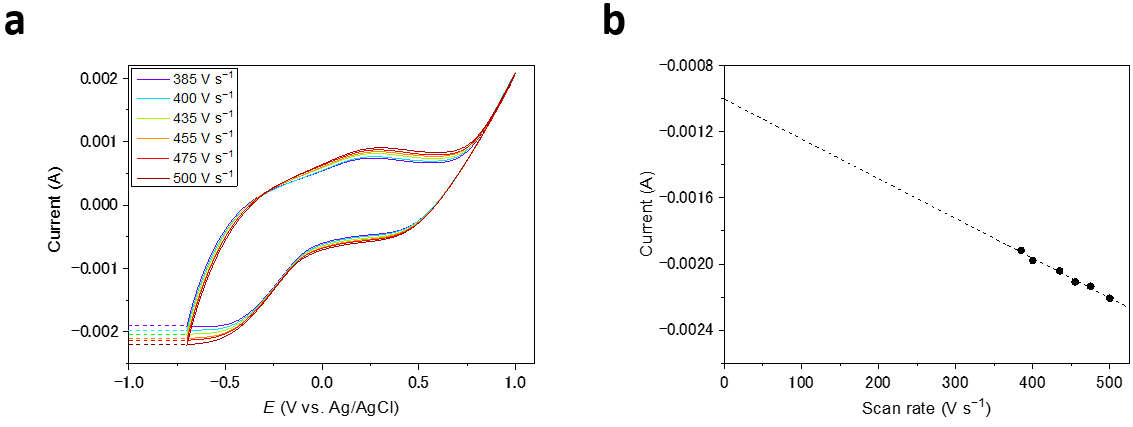 a
0.002
0.001
0.000
−0.001
−0.002
−1.0
−0.5
0.0
0.5
1.0
Current (A)
E (V vs. Ag/AgCl)
385 V s⁻¹
400 V s⁻¹
435 V s⁻¹
455 V s⁻¹
475 V s⁻¹
500 V s⁻¹
b
−0.0008
−0.0012
−0.0016
−0.0020
−0.0024
0
100
200
300
400
500
Current (A)
Scan rate (V s⁻¹)